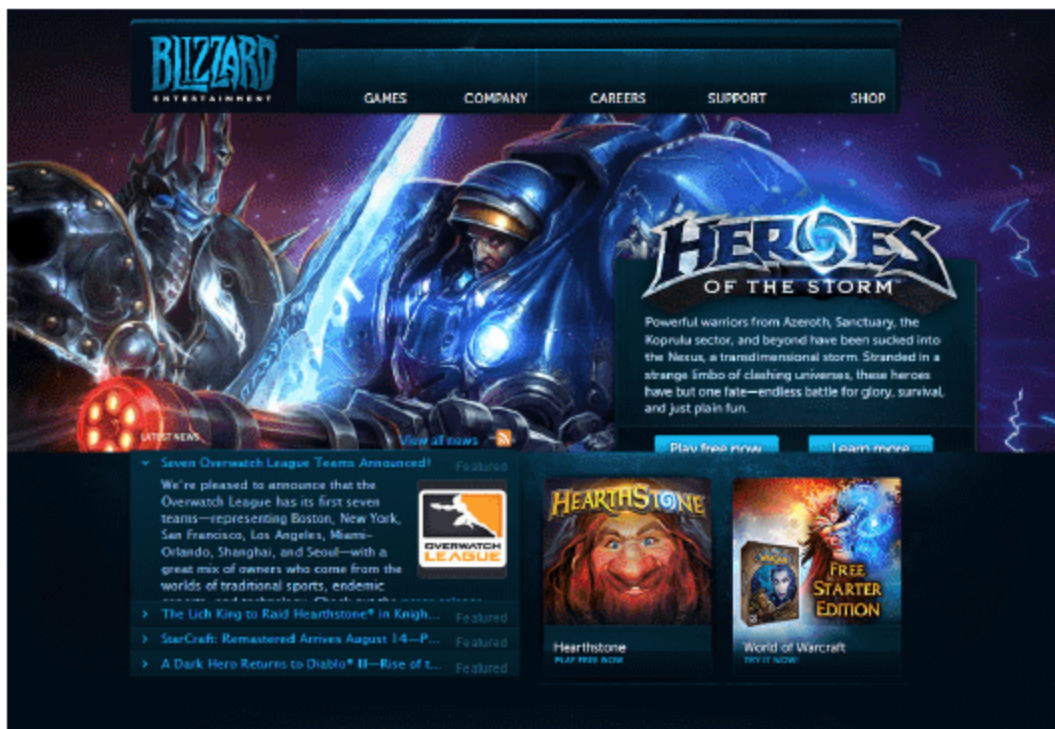 BLIZZARD
ENTERTAINMENT
GAMES COMPANY CAREERS SUPPORT SHOP
HEROES
OF THE STORM
Powerful warriors from Azeroth, Sanctuary, the
Koprulu sector, and beyond have been sucked into
the Nexus, a transdimensional storm. Stranded in a
strange limbo of clashing universes, these heroes
have but one fate—endless battle for glory, survival,
and just plain fun.
Play free now Learn more
LATEST NEWS View all news
Seven Overwatch League Teams Announced! Featured
We're pleased to announce that the
Overwatch League has its first seven
teams—representing Boston, New York,
San Francisco, Los Angeles, Miami-
Orlando, Shanghai, and Seoul—with a
great mix of owners who come from the
worlds of traditional sports, endemic
OVERWATCH
LEAGUE
The Lich King to Raid Hearthstone® in Knigh... Featured
StarCraft: Remastered Arrives August 14—P... Featured
A Dark Hero Returns to Diablo® III—Rise of t... Featured
HEARTHSTONE
Hearthstone
PLAY FREE NOW
WARCRAFT
FREE
STARTER
EDITION
World of Warcraft
TRY IT NOW!